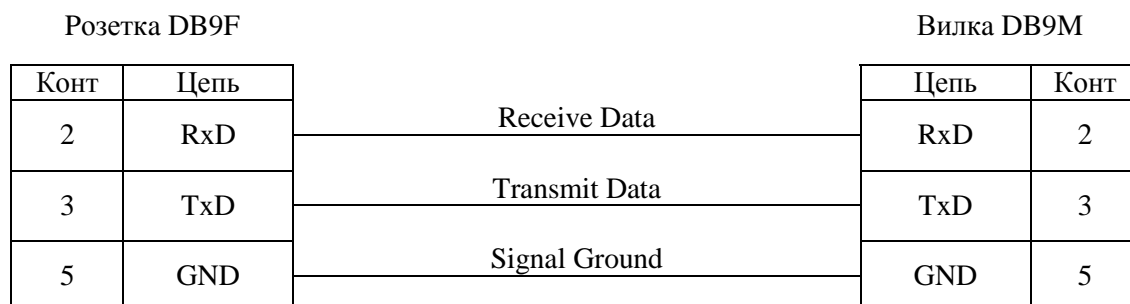 Розетка DB9F Вилка DB9M
Конт Цепь Цепь Конт
2 RxD Receive Data RxD 2
3 TxD Transmit Data TxD 3
5 GND Signal Ground GND 5